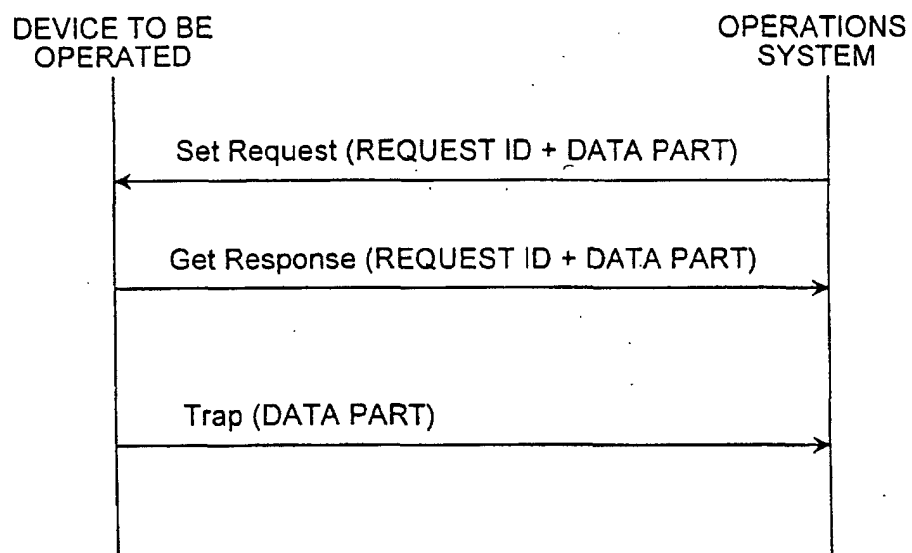 DEVICE TO BE
OPERATED
OPERATIONS
SYSTEM
Set Request (REQUEST ID + DATA PART)
Get Response (REQUEST ID + DATA PART)
Trap (DATA PART)